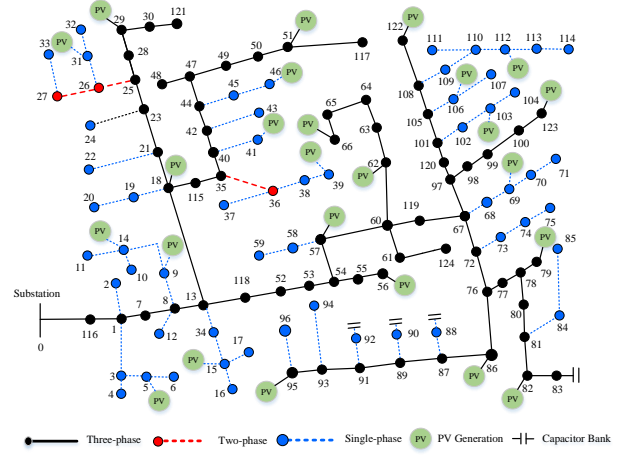 PV 29 30 121 PV PV 122
32 PV
33 31 28 50 51 117 111 110 112 113 114
48 47 49 46 PV PV
27 26 25 44 45 108 109 107 104 PV
65 64 106 PV
23 43 105 103 123
24 42 PV PV 63 PV
41 66 101 102 100
22 21 40 PV 120 99
PV 62 98 PV 71
20 19 18 115 35 36 38 39 PV 97 70
37 69
PV 119 68 75
PV 14 PV 59 58 57 60 67 74 PV 85
11 10 9 61 124 72 73 79
2 118 52 53 54 55 56 PV 76 77 78
Substation 8 13
7 94 80
0 116 1 12 34 96 92 90 88 81 84
17
PV 15
3 5 6 16 95 93 91 89 87 86
4 PV PV PV 82 83
PV
Three-phase Two-phase Single-phase PV PV Generation Capacitor Bank